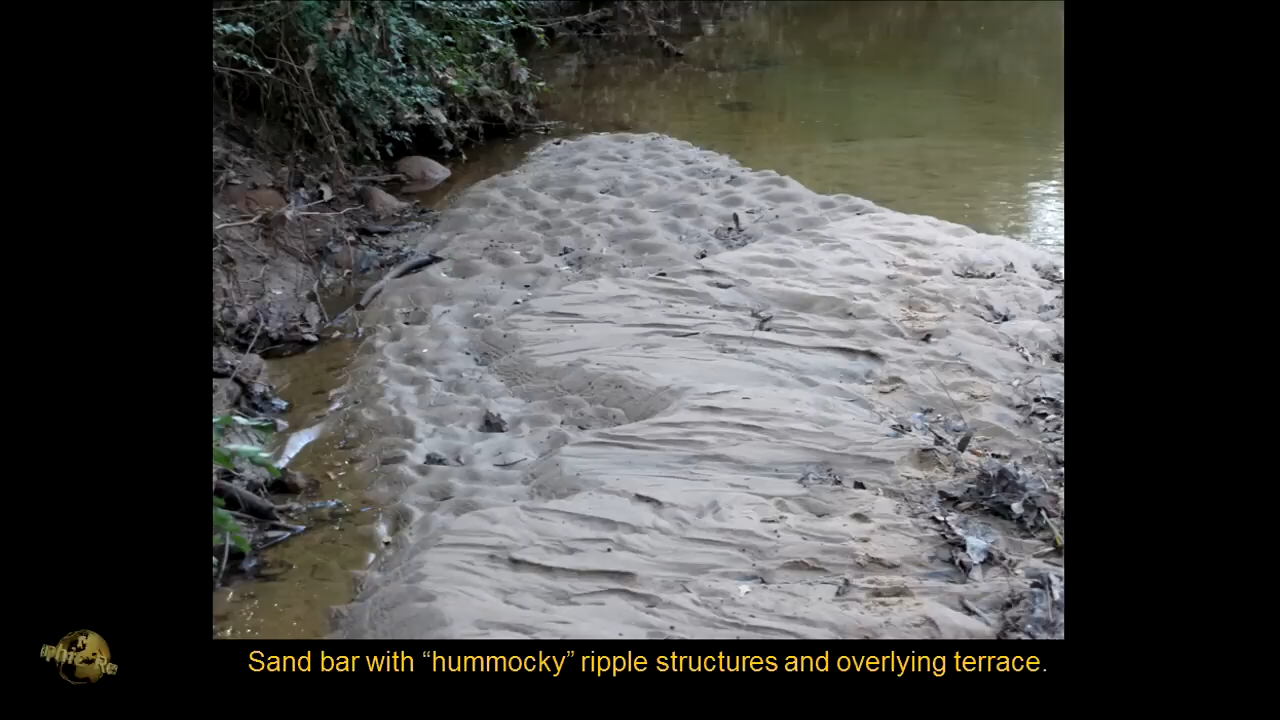 Sand bar with “hummocky” ripple structures and overlying terrace.